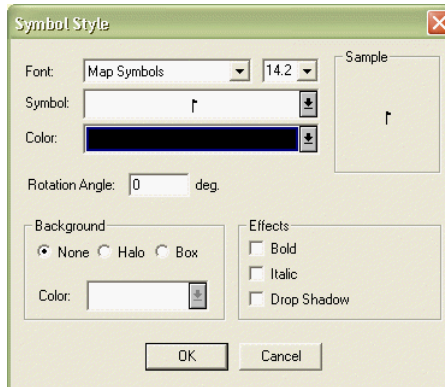 Symbol Style
Font: Map Symbols 14.2 Sample
Symbol:
Color:
Rotation Angle: 0 deg.
Background Effects
None Halo Box Bold
Italic
Color: Drop Shadow
OK Cancel